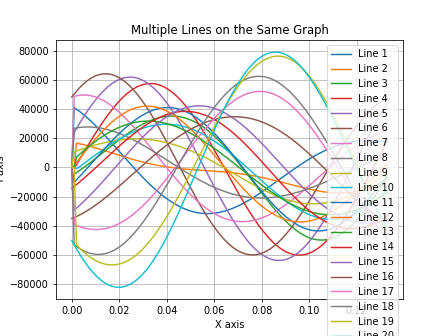 Multiple Lines on the Same Graph
80000
60000
40000
20000
0
−20000
−40000
−60000
−80000
0.00
0.02
0.04
0.06
0.08
0.10
X axis
Line 1
Line 2
Line 3
Line 4
Line 5
Line 6
Line 7
Line 8
Line 9
Line 10
Line 11
Line 12
Line 13
Line 14
Line 15
Line 16
Line 17
Line 18
Line 19
Line 20